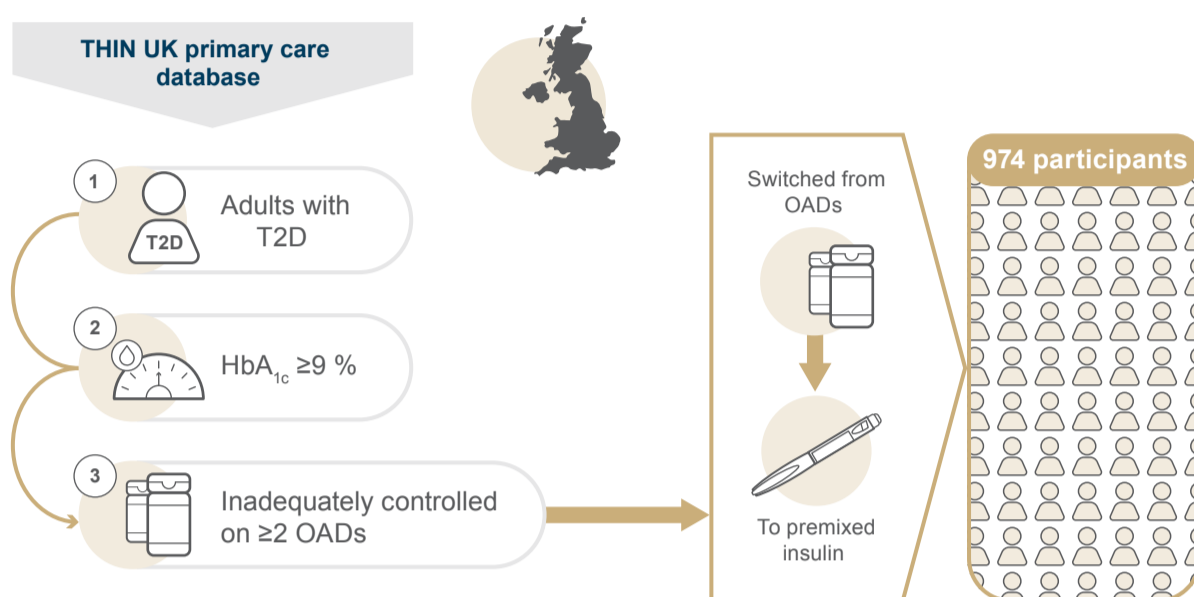 THIN UK primary care
database
1
T2D
Adults with
T2D
2
HbA1c ≥9 %
3
Inadequately controlled
on ≥2 OADs
Switched from
OADs
To premixed
insulin
974 participants